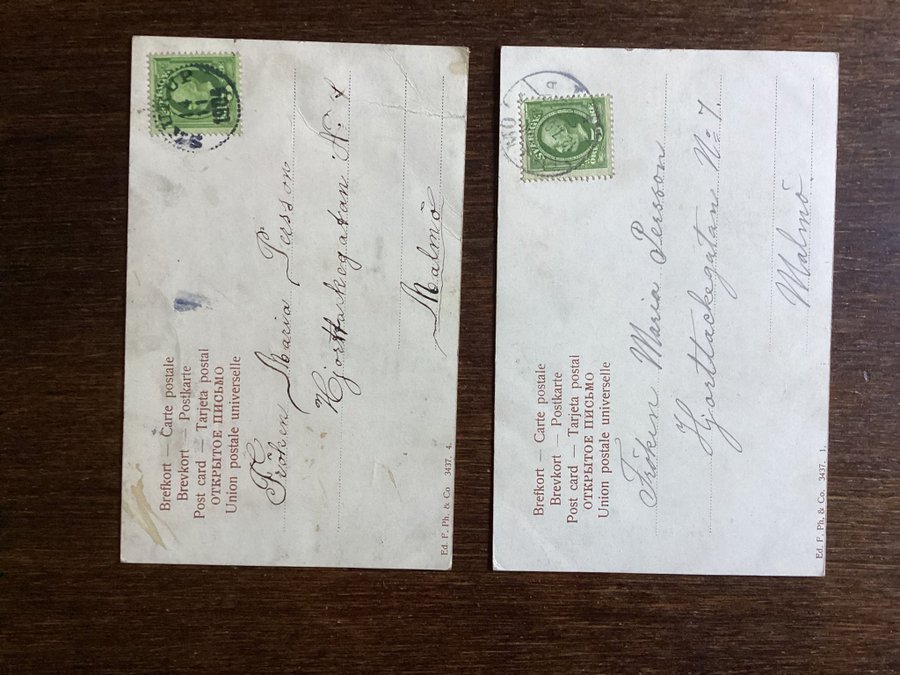 Brefkort — Carte postale
Brevkort — Postkarte
Post card — Tarjeta postal
ОТКРЫТОЕ ПИСЬМО
Union postale universelle
Fröken Maria Persson
Hjorttackegatan N:
Malmö
Ed. F. Ph. & Co 3437. 4.
SVERIGE
Brefkort — Carte postale
Brevkort — Postkarte
Post card — Tarjeta postal
ОТКРЫТОЕ ПИСЬМО
Union postale universelle
Fröken Maria Persson
Hjorttackegatan N: 7.
Malmö
Ed. F. Ph. & Co. 3437. 1.